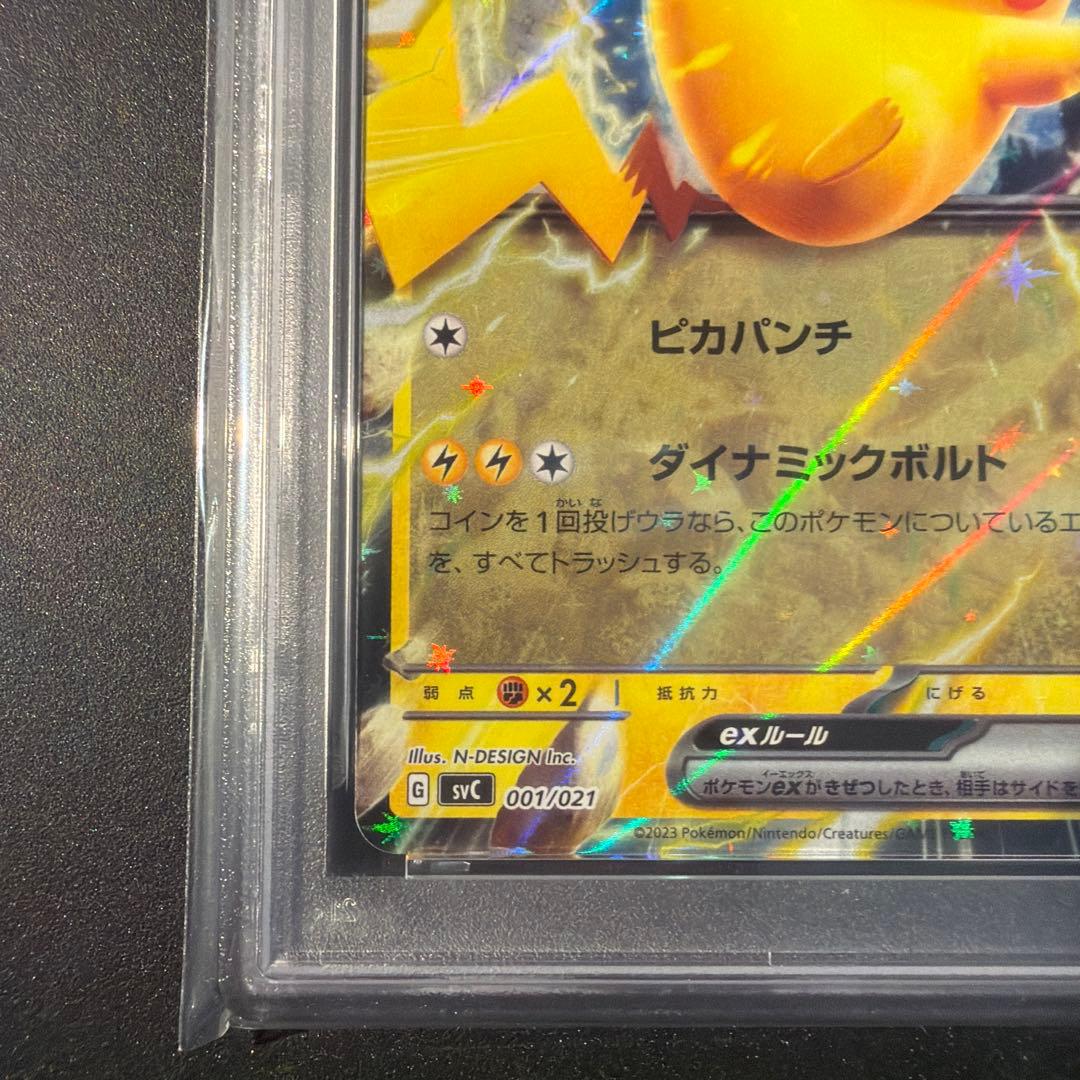 ピカパンチ
ダイナミックボルト
かい な
コインを1回投げウラなら、このポケモンについているエ
を、すべてトラッシュする。
弱点 ×2 抵抗力 にげる
exルール
Illus. N-DESIGN Inc.
イーエックス あいて
ポケモンexがきぜつしたとき、相手はサイドを
G svC 001/021
©2023 Pokémon/Nintendo/Creatures/GAME